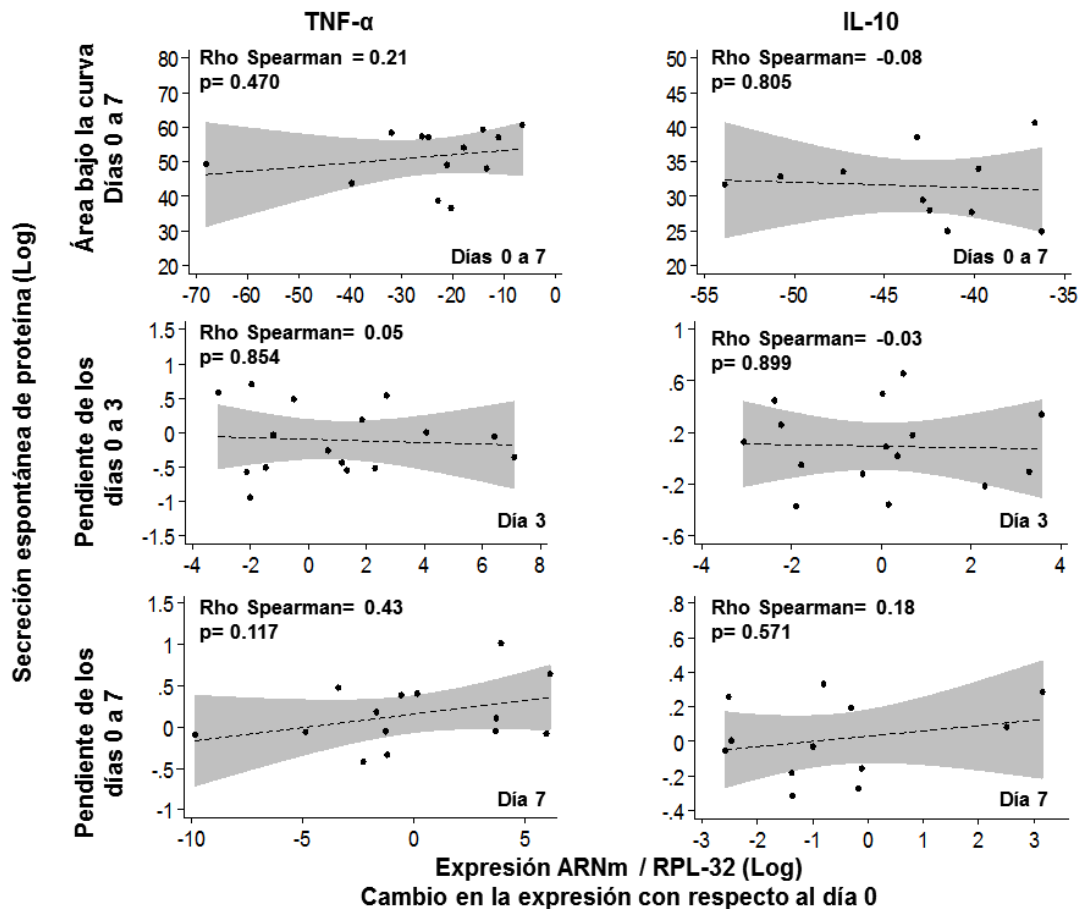 TNF-α
IL-10
Secreción espontánea de proteína (Log)
Área bajo la curva
Días 0 a 7
Rho Spearman = 0.21
p= 0.470
80
70
60
50
40
30
20
Días 0 a 7
-70 -60 -50 -40 -30 -20 -10 0
Rho Spearman= -0.08
p= 0.805
50
45
40
35
30
25
20
Días 0 a 7
-55 -50 -45 -40 -35
Pendiente de los
días 0 a 3
Rho Spearman= 0.05
p= 0.854
1.5
1
.5
0
-.5
-1
-1.5
Día 3
-4 -2 0 2 4 6 8
Rho Spearman= -0.03
p= 0.899
1
.6
.2
-.2
-.6
Día 3
-4 -2 0 2 4
Pendiente de los
días 0 a 7
Rho Spearman= 0.43
p= 0.117
1.5
1
.5
0
-.5
-1
Día 7
-10 -5 0 5
Rho Spearman= 0.18
p= 0.571
.8
.6
.4
.2
0
-.2
-.4
Día 7
-3 -2 -1 0 1 2 3
Expresión ARNm / RPL-32 (Log)
Cambio en la expresión con respecto al día 0